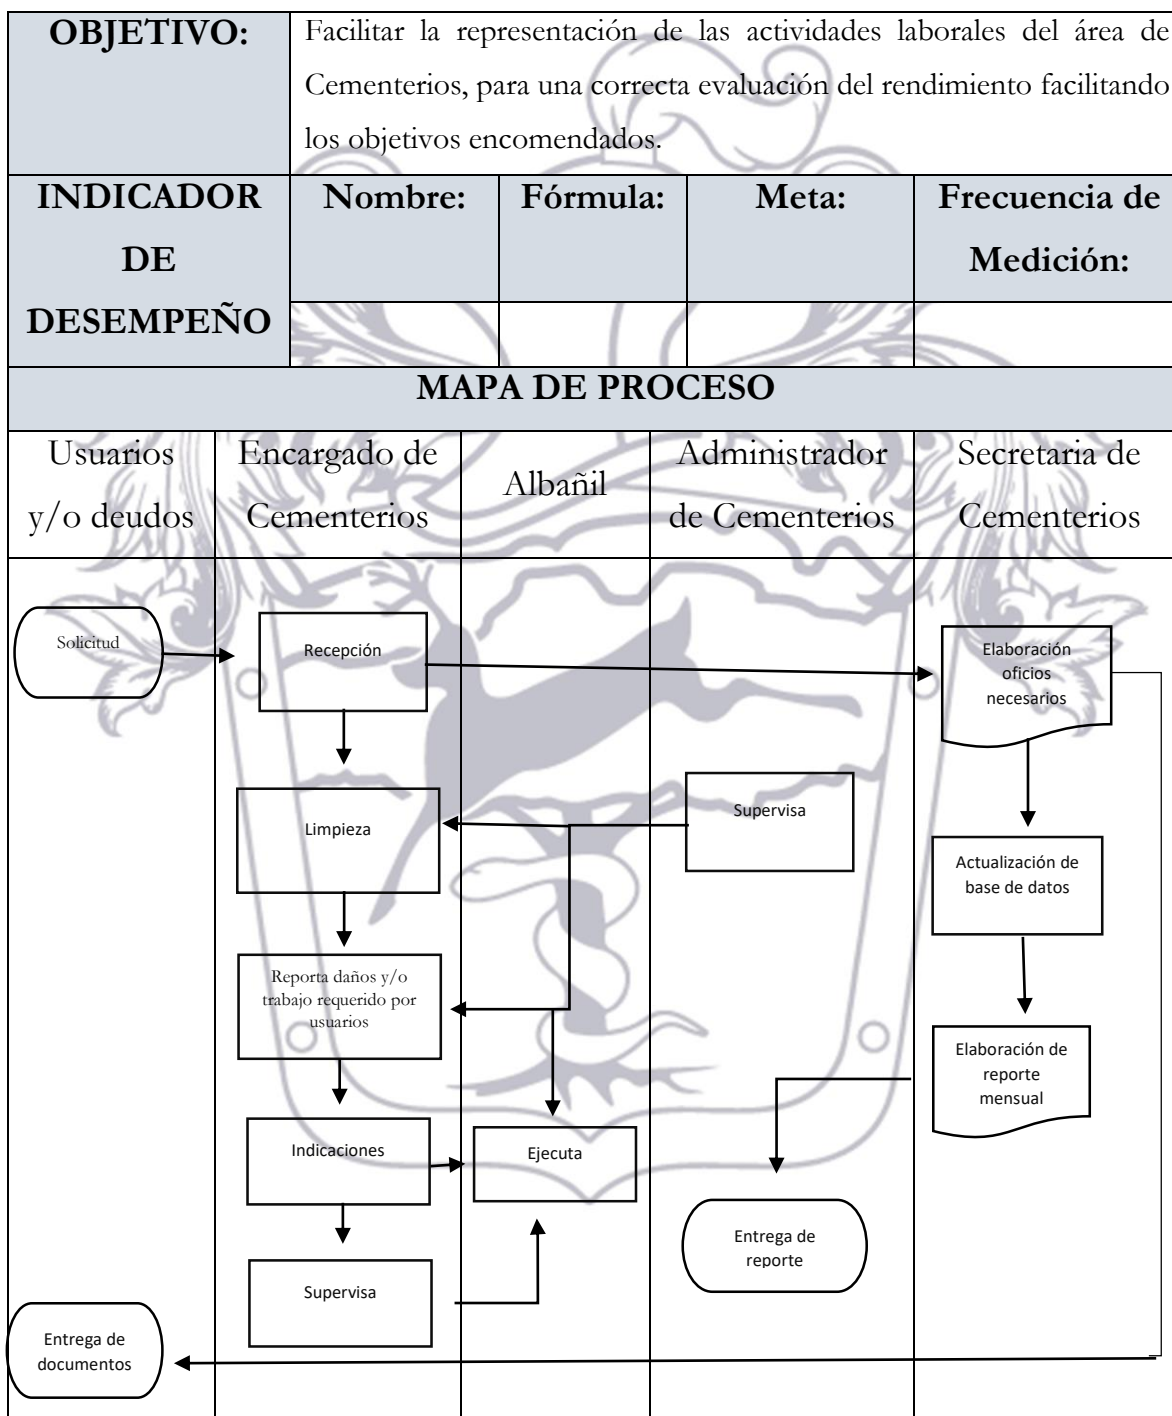 OBJETIVO:
Facilitar la representación de las actividades laborales del área de
Cementerios, para una correcta evaluación del rendimiento facilitando
los objetivos encomendados.
INDICADOR
DE
DESEMPEÑO
Nombre:
Fórmula:
Meta:
Frecuencia de
Medición:
MAPA DE PROCESO
Usuarios
y/o deudos
Encargado de
Cementerios
Albañil
Administrador
de Cementerios
Secretaria de
Cementerios
Solicitud
Recepción
Elaboración
oficios
necesarios
Limpieza
Supervisa
Actualización de
base de datos
Reporta daños y/o
trabajo requerido por
usuarios
Elaboración de
reporte
mensual
Indicaciones
Ejecuta
Entrega de
reporte
Supervisa
Entrega de
documentos